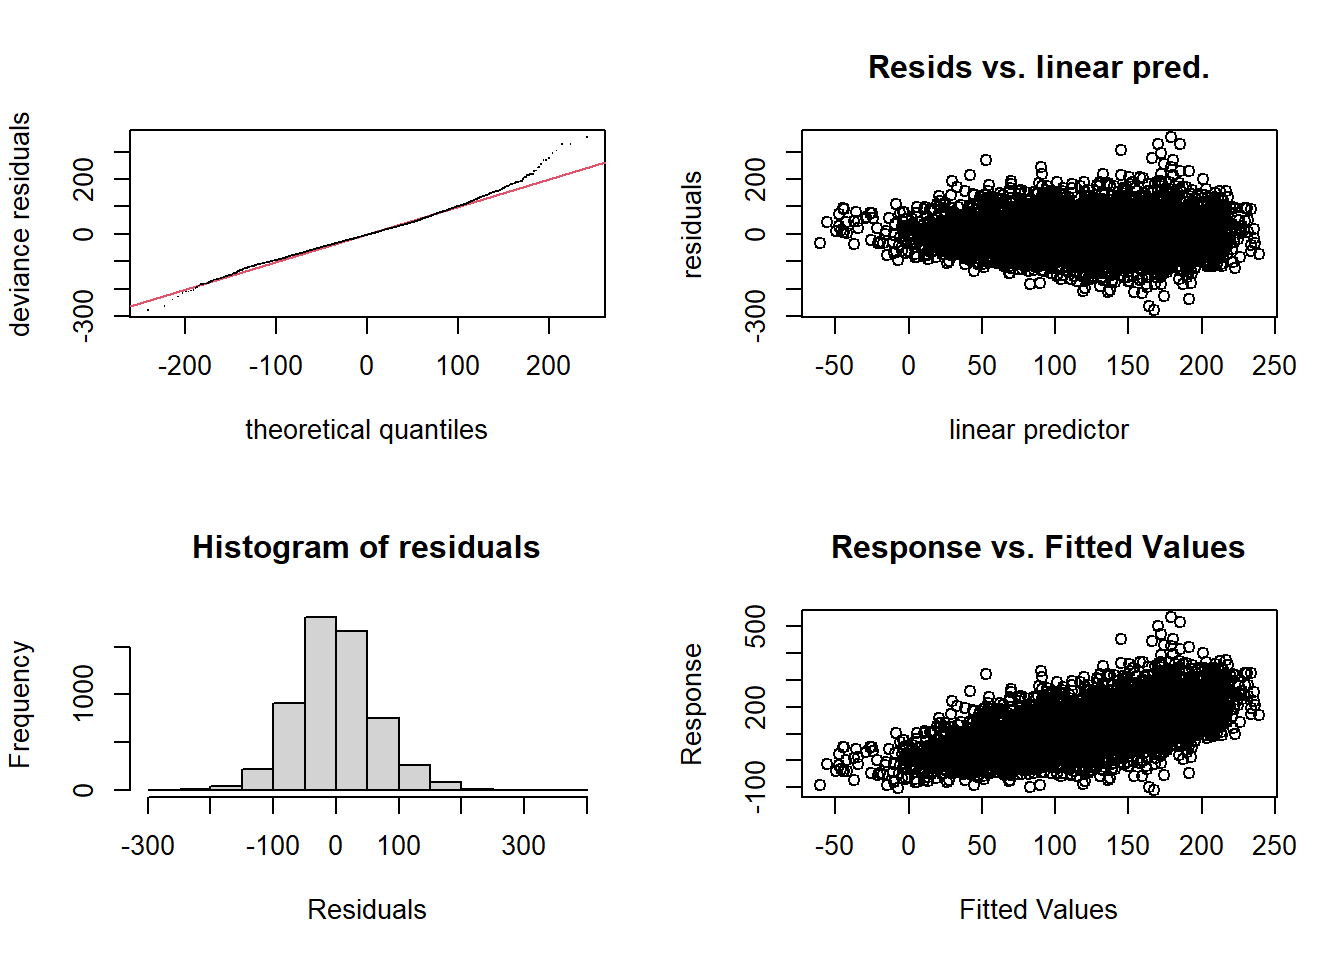 deviance residuals
200
0
-300
-200 -100 0 100 200
theoretical quantiles
Resids vs. linear pred.
residuals
200
0
-300
-50 0 50 100 150 200 250
linear predictor
Histogram of residuals
Frequency
1000
0
-300 -100 0 100 300
Residuals
Response vs. Fitted Values
Response
500
200
-100
-50 0 50 100 150 200 250
Fitted Values